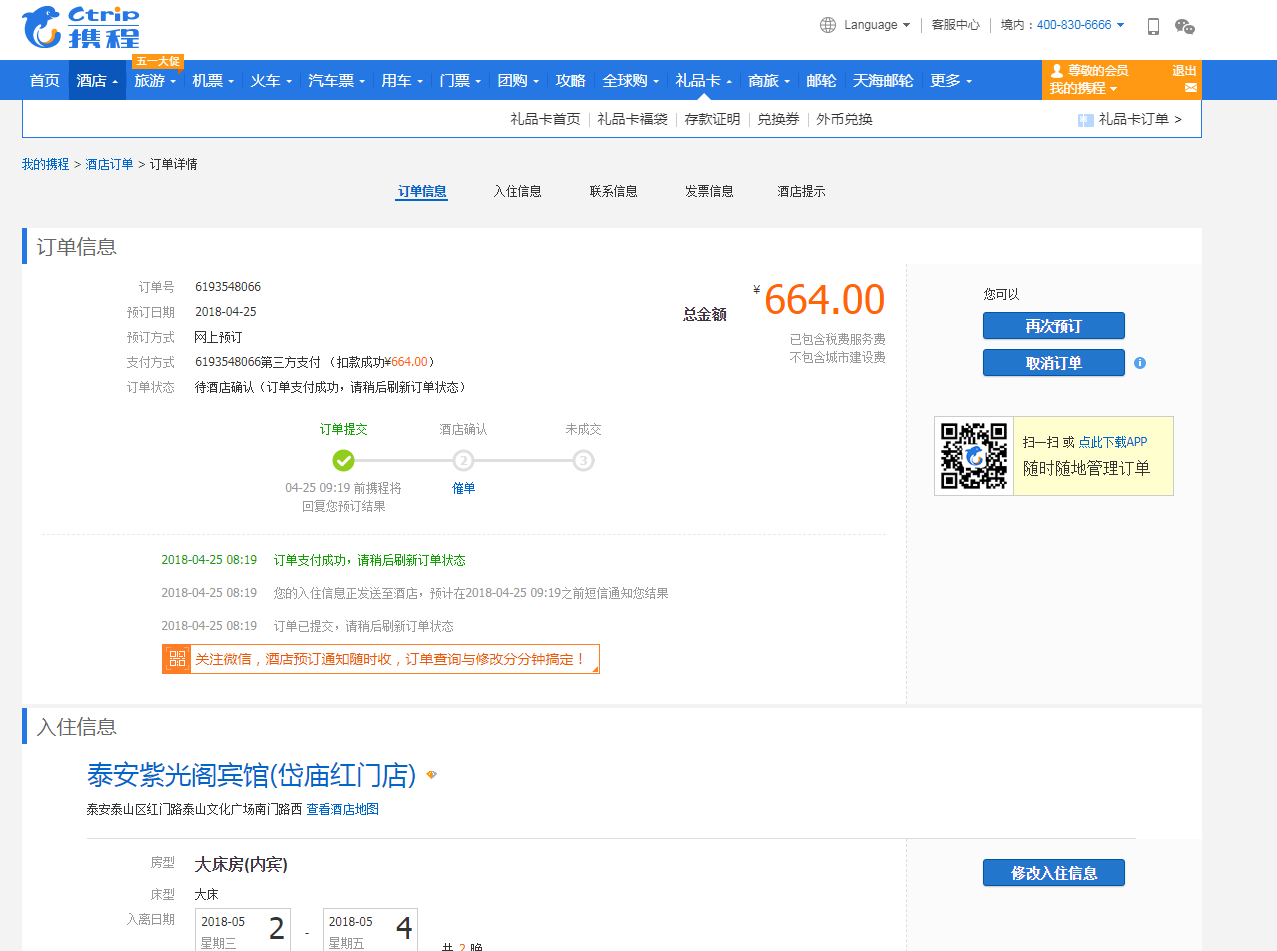 Ctrip
携程
Language
客服中心
境内：400-830-6666
五一大促
首页 酒店 旅游 机票 火车 汽车票 用车 门票 团购 攻略 全球购 礼品卡 商旅 邮轮 天海邮轮 更多
尊敬的会员 退出
我的携程
礼品卡首页 礼品卡福袋 存款证明 兑换券 外币兑换 礼品卡订单 >
我的携程 > 酒店订单 > 订单详情
订单信息 入住信息 联系信息 发票信息 酒店提示
订单信息
订单号 6193548066
预订日期 2018-04-25
预订方式 网上预订
支付方式 6193548066第三方支付 （扣款成功¥664.00）
订单状态 待酒店确认（订单支付成功，请稍后刷新订单状态）
总金额 ¥664.00
已包含税费服务费
不包含城市建设费
您可以
再次预订
取消订单
扫一扫 或 点此下载APP
随时随地管理订单
订单提交 酒店确认 未成交
2 3
04-25 09:19 前携程将
回复您预订结果
催单
2018-04-25 08:19 订单支付成功，请稍后刷新订单状态
2018-04-25 08:19 您的入住信息正发送至酒店，预计在2018-04-25 09:19之前短信通知您结果
2018-04-25 08:19 订单已提交，请稍后刷新订单状态
关注微信，酒店预订通知随时收，订单查询与修改分分钟搞定！
入住信息
泰安紫光阁宾馆(岱庙红门店)
泰安泰山区红门路泰山文化广场南门路西 查看酒店地图
房型 大床房(内宾)
床型 大床
入离日期 2018-05 2 - 2018-05 4
星期三 星期五 共 2 晚
修改入住信息